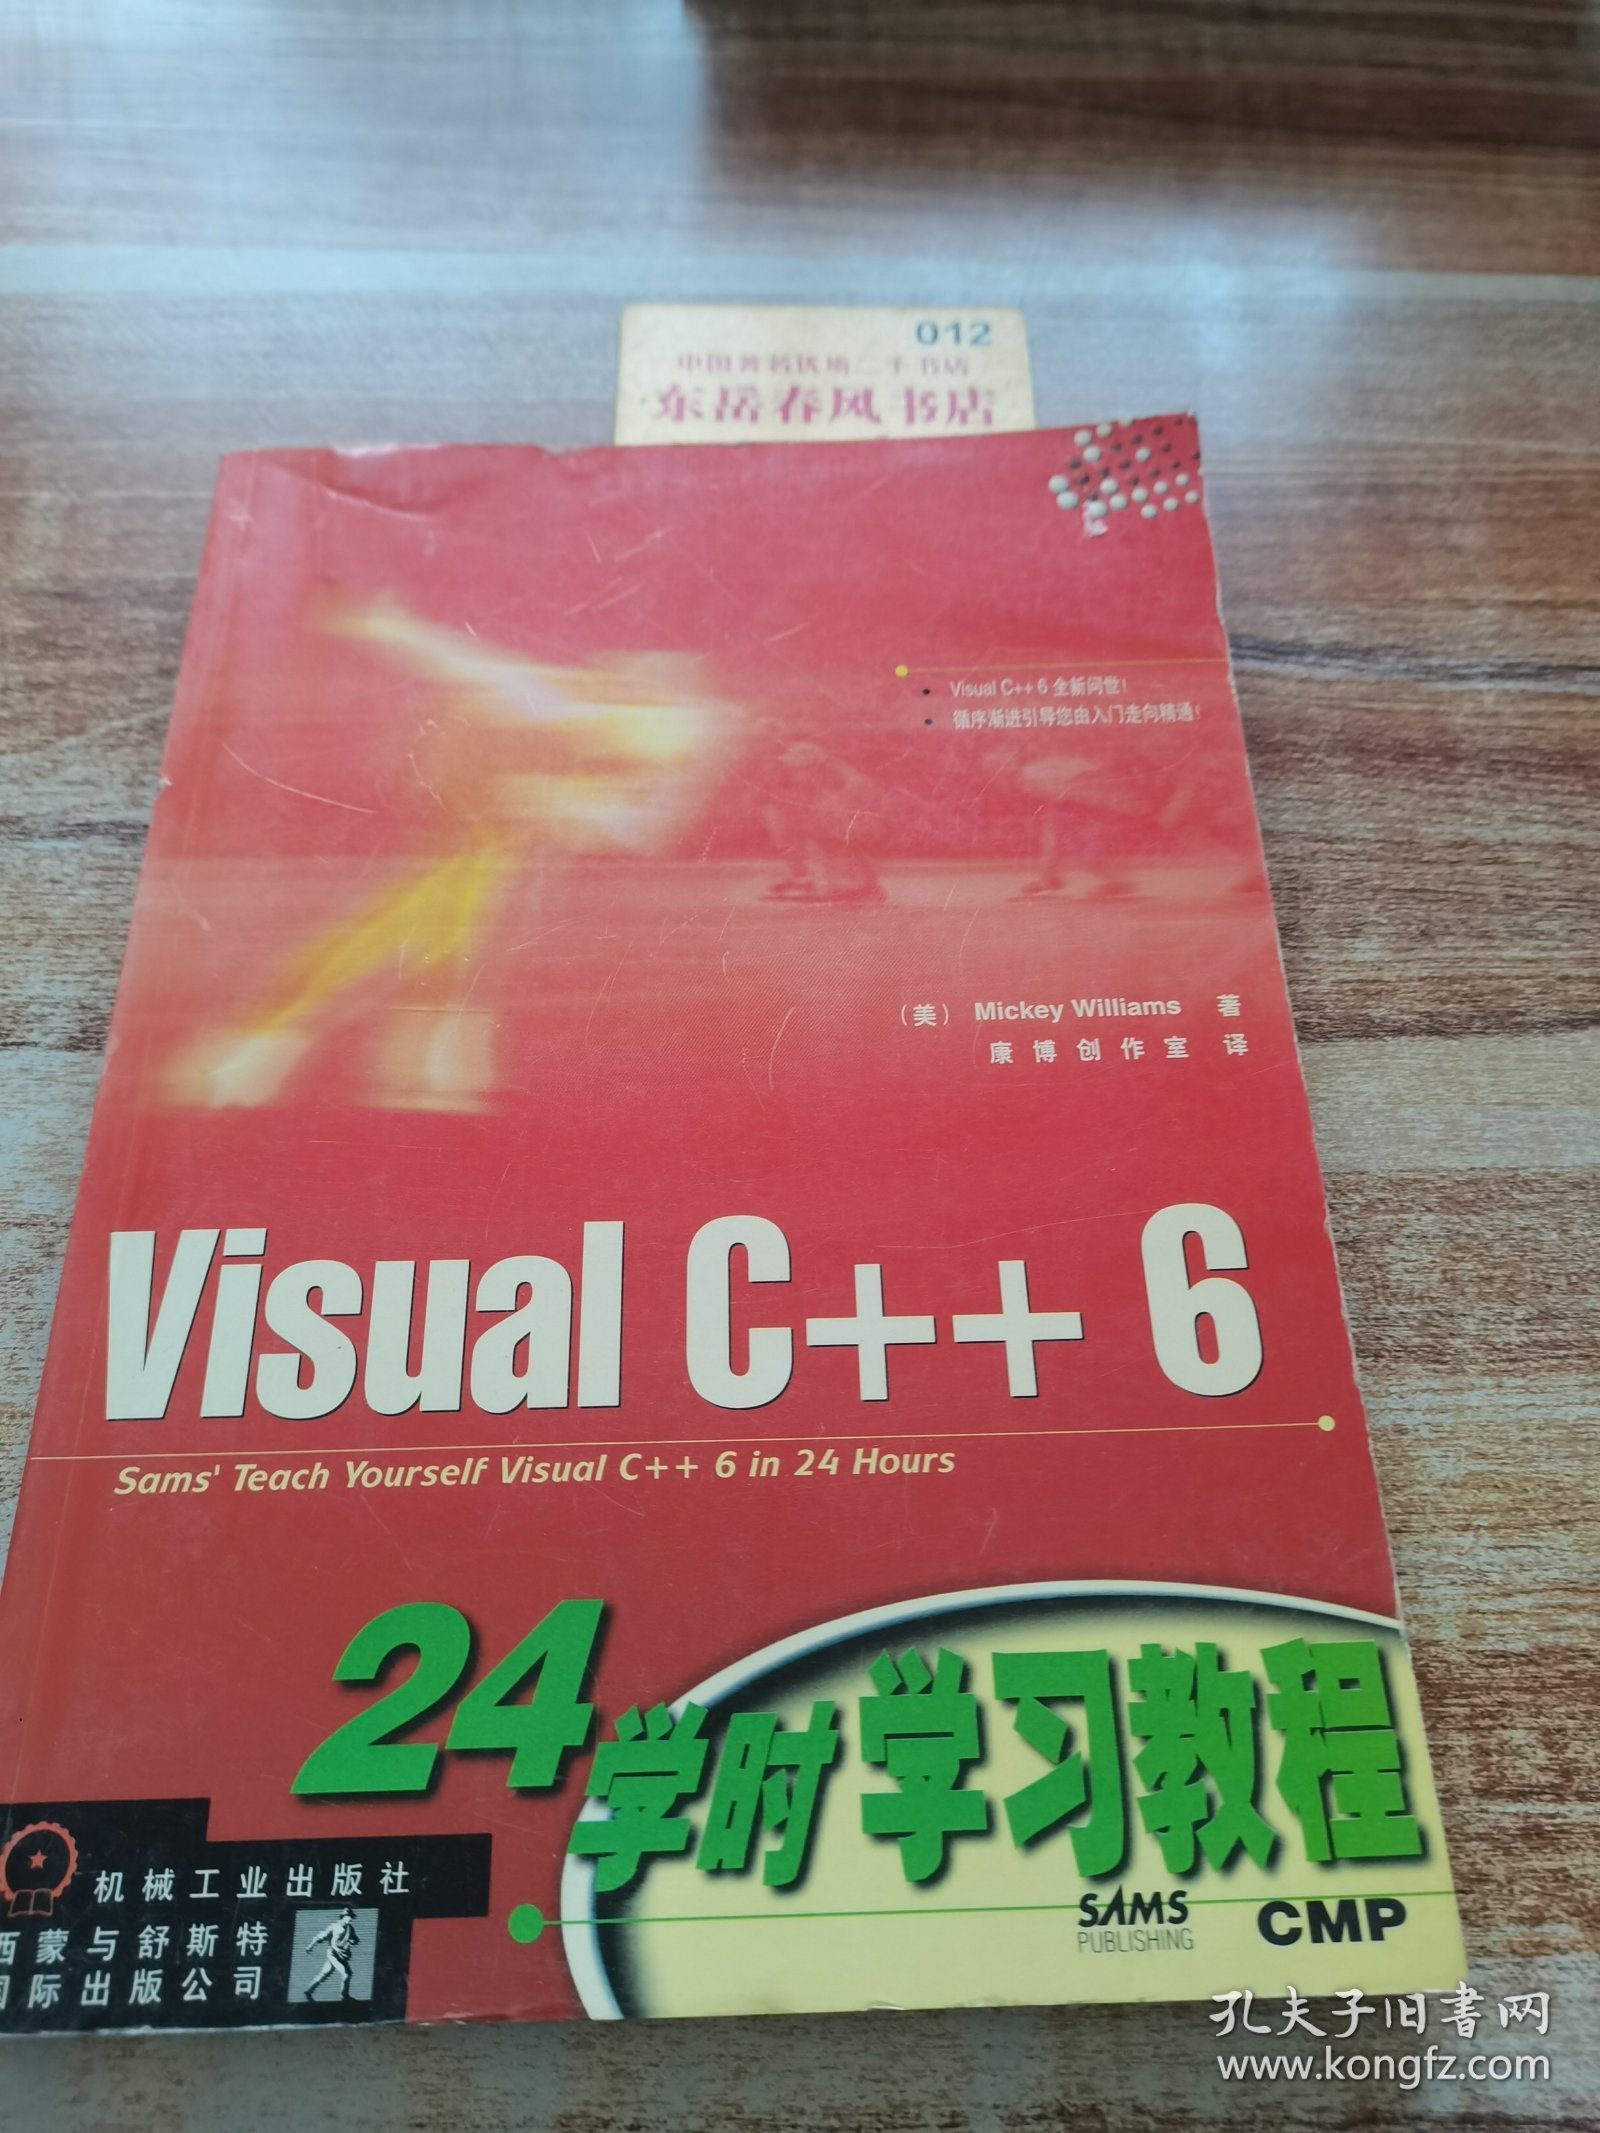 012
中国著名优秀二手书店
东岳春风书店
Visual C++ 6 全新问世!
循序渐进引导您由入门走向精通!
(美) Mickey Williams 著
康博创作室 译
Visual C++ 6
Sams' Teach Yourself Visual C++ 6 in 24 Hours
24学时学习教程
机械工业出版社
西蒙与舒斯特
国际出版公司
SAMS
PUBLISHING
CMP
孔夫子旧书网
www.kongfz.com